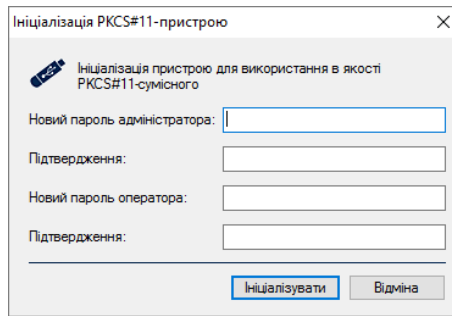 Ініціалізація PKCS#11-пристрою
Ініціалізація пристрою для використання в якості
PKCS#11-сумісного
Новий пароль адміністратора:
Підтвердження:
Новий пароль оператора:
Підтвердження:
Ініціалізувати Відміна